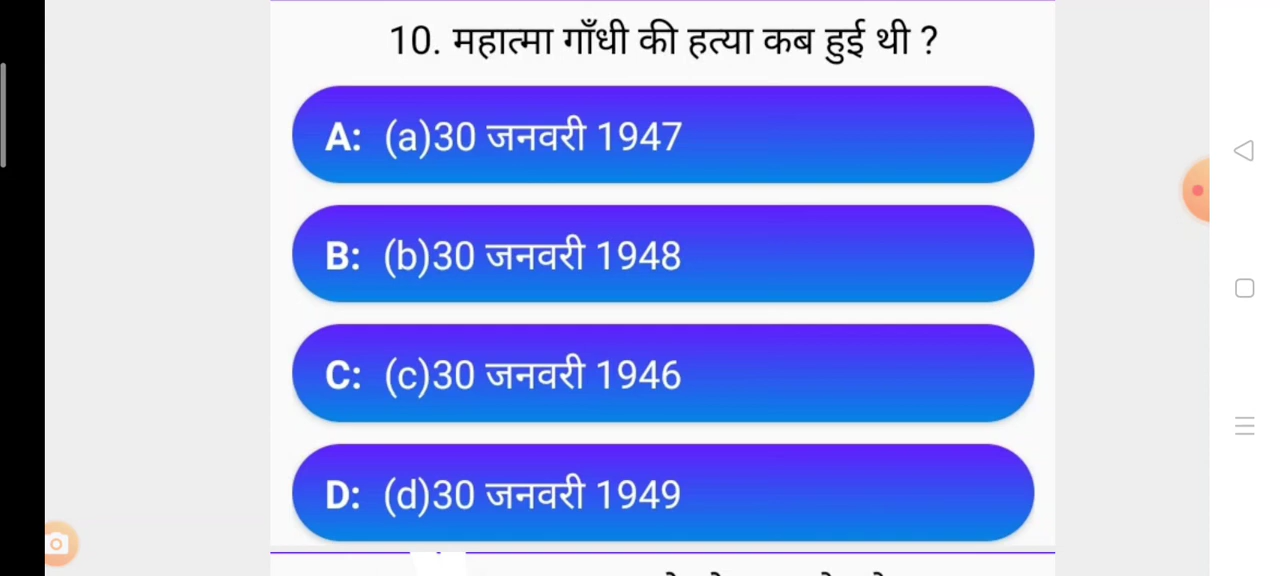 10. महात्मा गाँधी की हत्या कब हुई थी ?
A: (a)30 जनवरी 1947
B: (b)30 जनवरी 1948
C: (c)30 जनवरी 1946
D: (d)30 जनवरी 1949